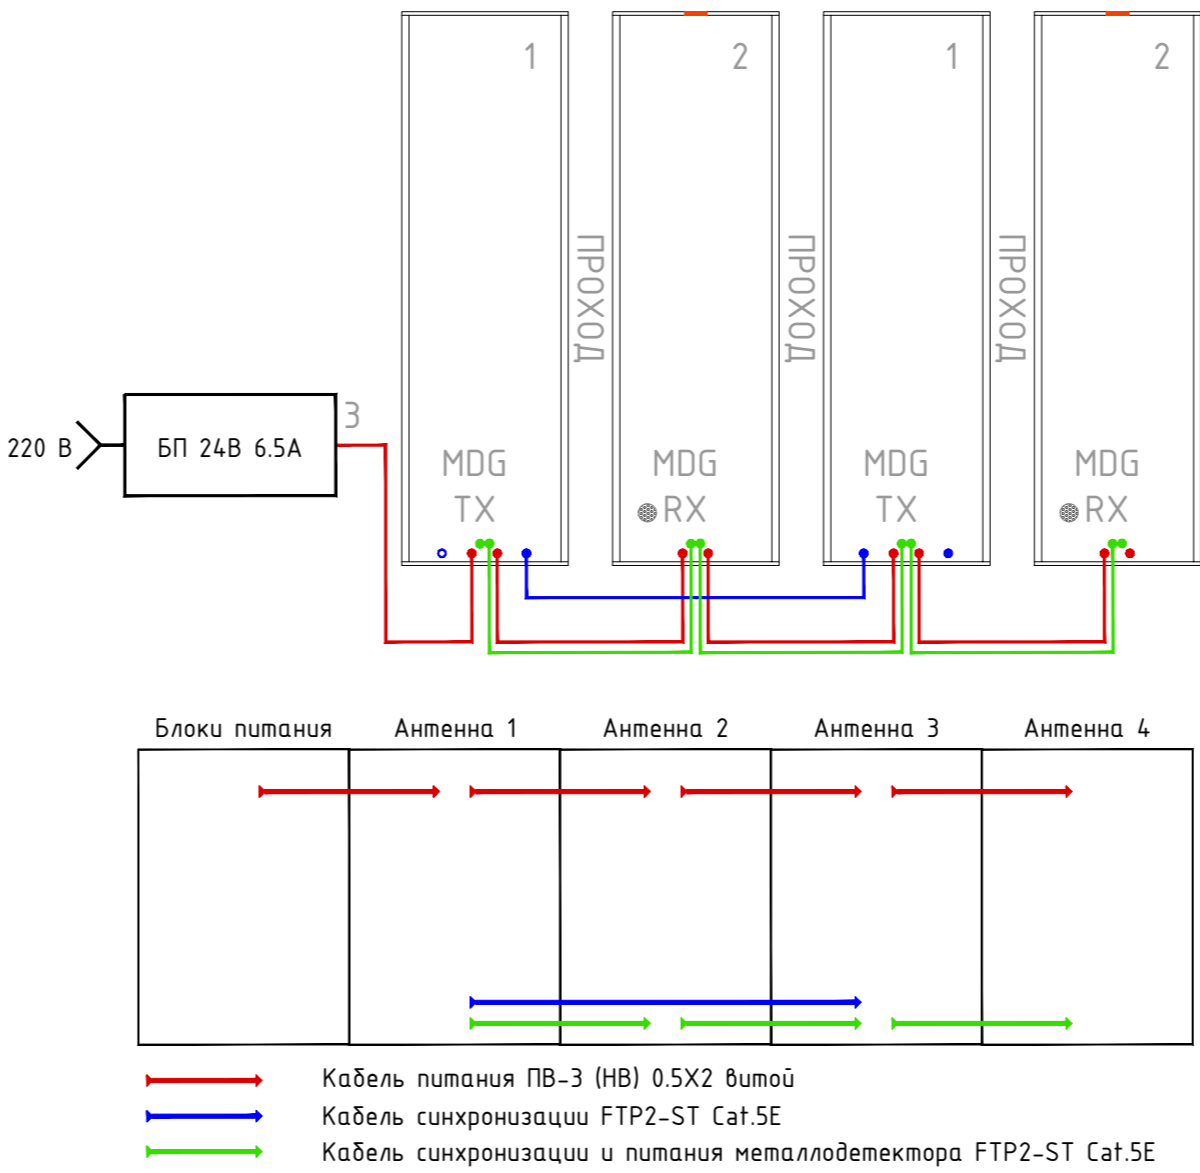 1 2 1 2
ПРОХОД ПРОХОД ПРОХОД
3
220 В БП 24В 6.5А
MDG MDG MDG MDG
TX RX TX RX
Блоки питания Антенна 1 Антенна 2 Антенна 3 Антенна 4
Кабель питания ПВ-3 (НВ) 0.5Х2 витой
Кабель синхронизации FTP2-ST Cat.5E
Кабель синхронизации и питания металлодетектора FTP2-ST Cat.5E